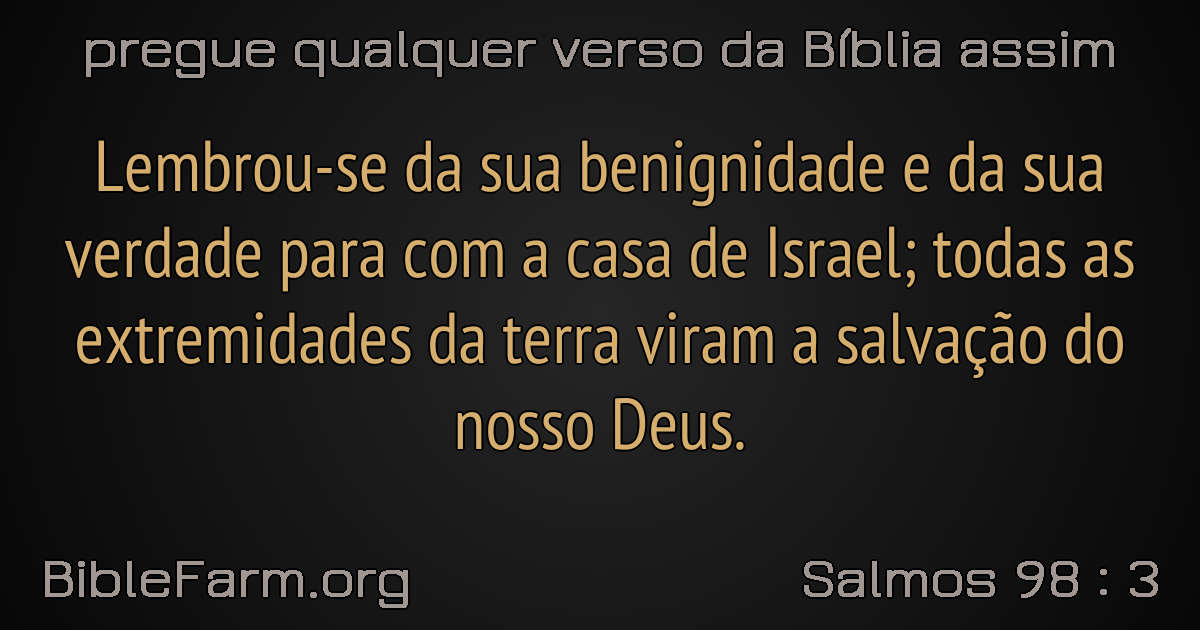 pregue qualquer verso da Bíblia assim
Lembrou-se da sua benignidade e da sua
verdade para com a casa de Israel; todas as
extremidades da terra viram a salvação do
nosso Deus.
BibleFarm.org
Salmos 98 : 3